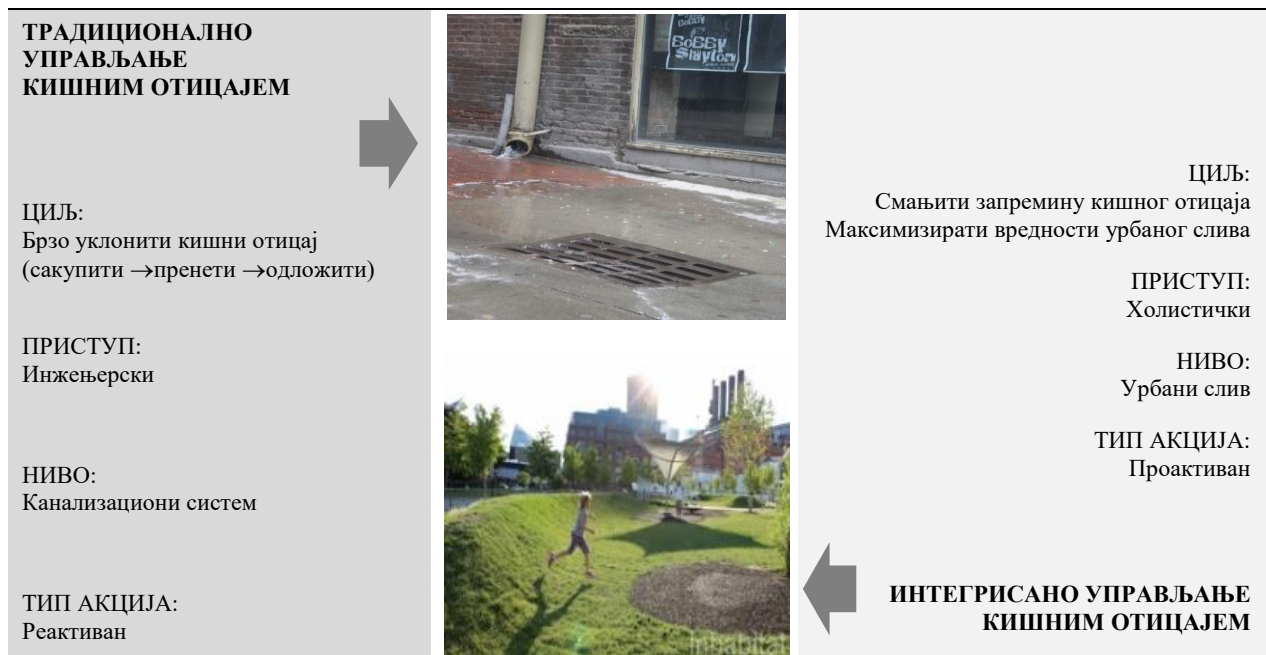 ТРАДИЦИОНАЛНО
УПРАВЉАЊЕ
КИШНИМ ОТИЦАЈЕМ
ЦИЉ:
Брзо уклонити кишни отицај
(сакупити →пренети →одложити)
ПРИСТУП:
Инжењерски
НИВО:
Канализациони систем
ТИП АКЦИЈА:
Реактиван
BOBBY
BoBBy
Slayton
inhabitat
ЦИЉ:
Смањити запремину кишног отицаја
Максимизирати вредности урбаног слива
ПРИСТУП:
Холистички
НИВО:
Урбани слив
ТИП АКЦИЈА:
Проактиван
ИНТЕГРИСАНО УПРАВЉАЊЕ
КИШНИМ ОТИЦАЈЕМ